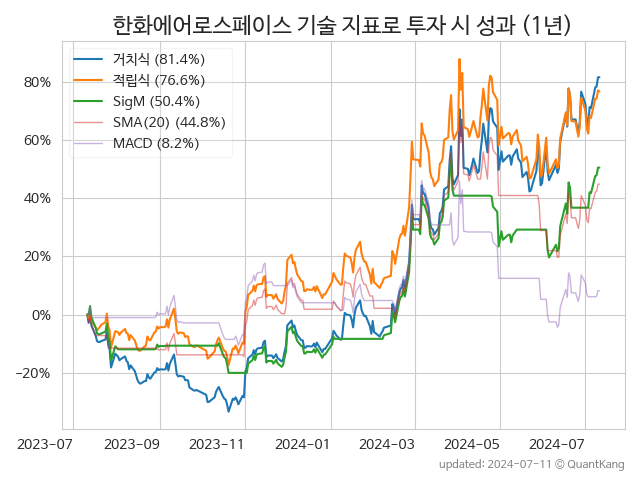 한화에어로스페이스 기술 지표로 투자 시 성과 (1년)
거치식 (81.4%)
적립식 (76.6%)
SigM (50.4%)
SMA(20) (44.8%)
MACD (8.2%)
80%
60%
40%
20%
0%
−20%
2023-07 2023-09 2023-11 2024-01 2024-03 2024-05 2024-07
updated: 2024-07-11 © QuantKang